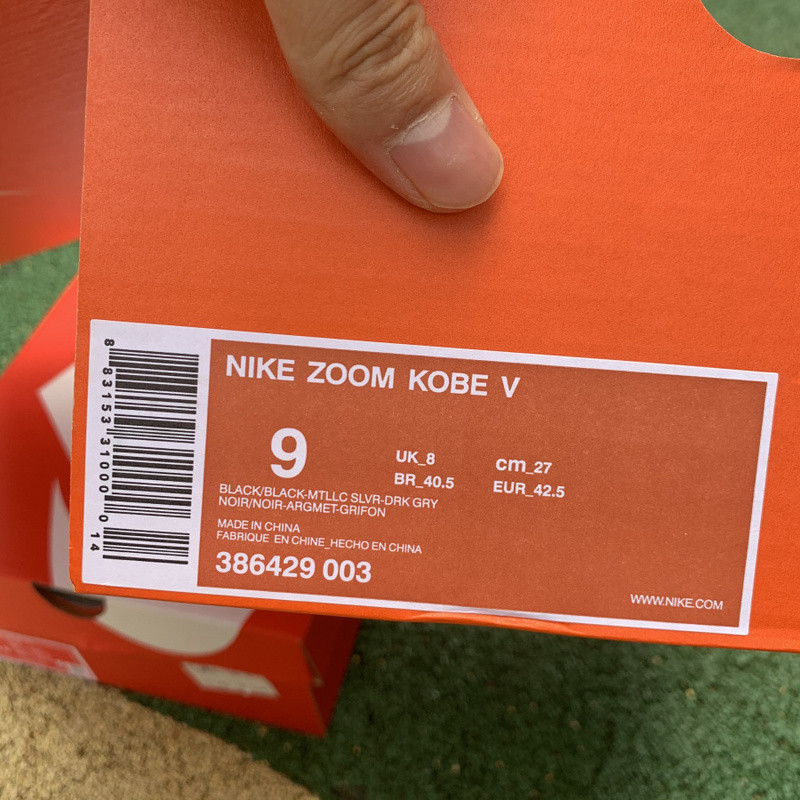 NIKE ZOOM KOBE V
9
UK_8 cm_27
BR_40.5 EUR_42.5
BLACK/BLACK-MTLLC SLVR-DRK GRY
NOIR/NOIR-ARGMET-GRIFON
MADE IN CHINA
FABRIQUE EN CHINE_HECHO EN CHINA
386429 003
WWW.NIKE.COM
8 83153 31000 0 14